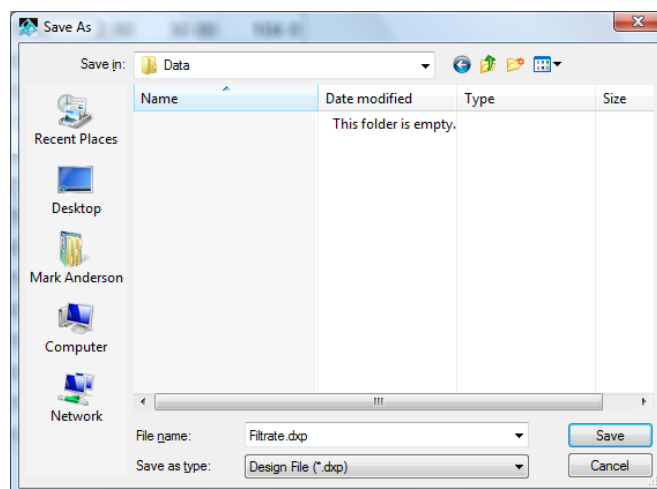 Save As
Save in:
Data
Name
Date modified
Type
Size
This folder is empty.
Recent Places
Desktop
Mark Anderson
Computer
Network
File name:
Filtrate.dxp
Save
Save as type:
Design File (*.dxp)
Cancel